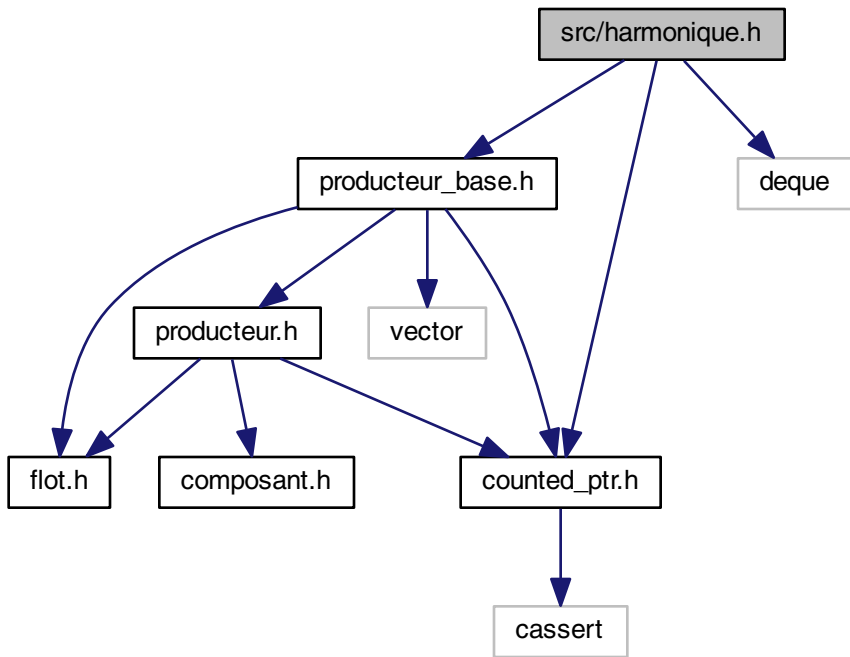 src/harmonique.h
producteur_base.h
deque
producteur.h
vector
flot.h
composant.h
counted_ptr.h
cassert